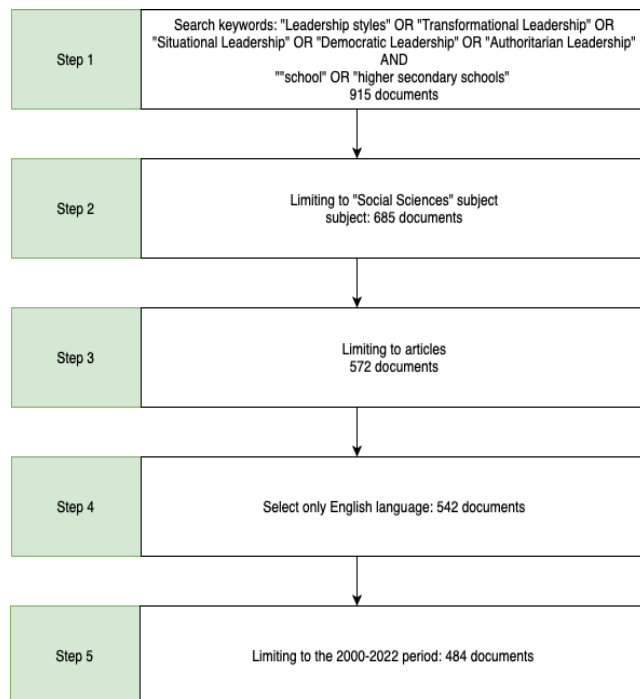 Step 1
Search keywords: "Leadership styles" OR "Transformational Leadership" OR
"Situational Leadership" OR "Democratic Leadership" OR "Authoritarian Leadership"
AND
""school" OR "higher secondary schools"
915 documents
Step 2
Limiting to "Social Sciences" subject
subject: 685 documents
Step 3
Limiting to articles
572 documents
Step 4
Select only English language: 542 documents
Step 5
Limiting to the 2000-2022 period: 484 documents